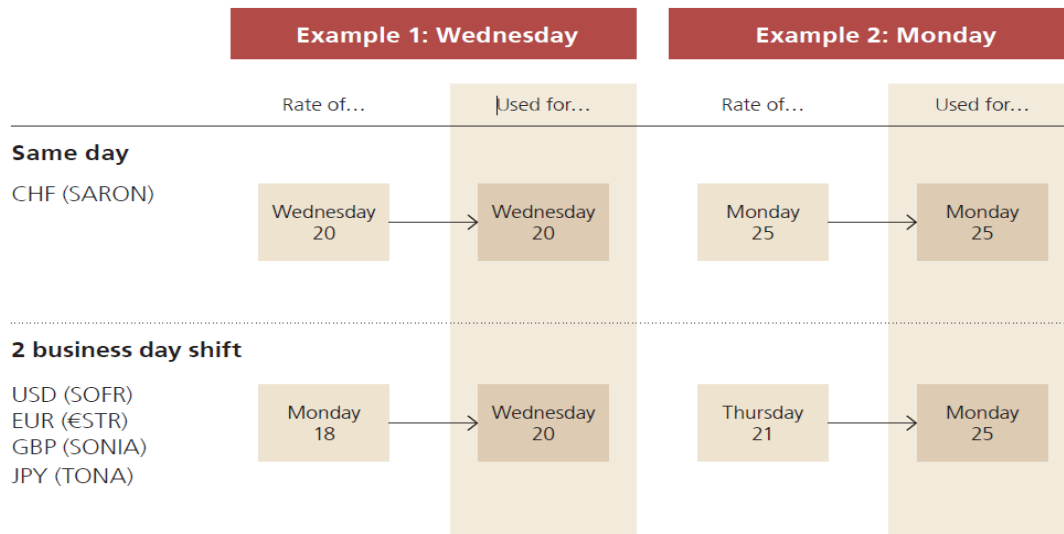 Example 1: Wednesday
Example 2: Monday
Rate of…
Used for…
Rate of…
Used for…
Same day
CHF (SARON)
Wednesday
20
Wednesday
20
Monday
25
Monday
25
2 business day shift
USD (SOFR)
EUR (€STR)
GBP (SONIA)
JPY (TONA)
Monday
18
Wednesday
20
Thursday
21
Monday
25